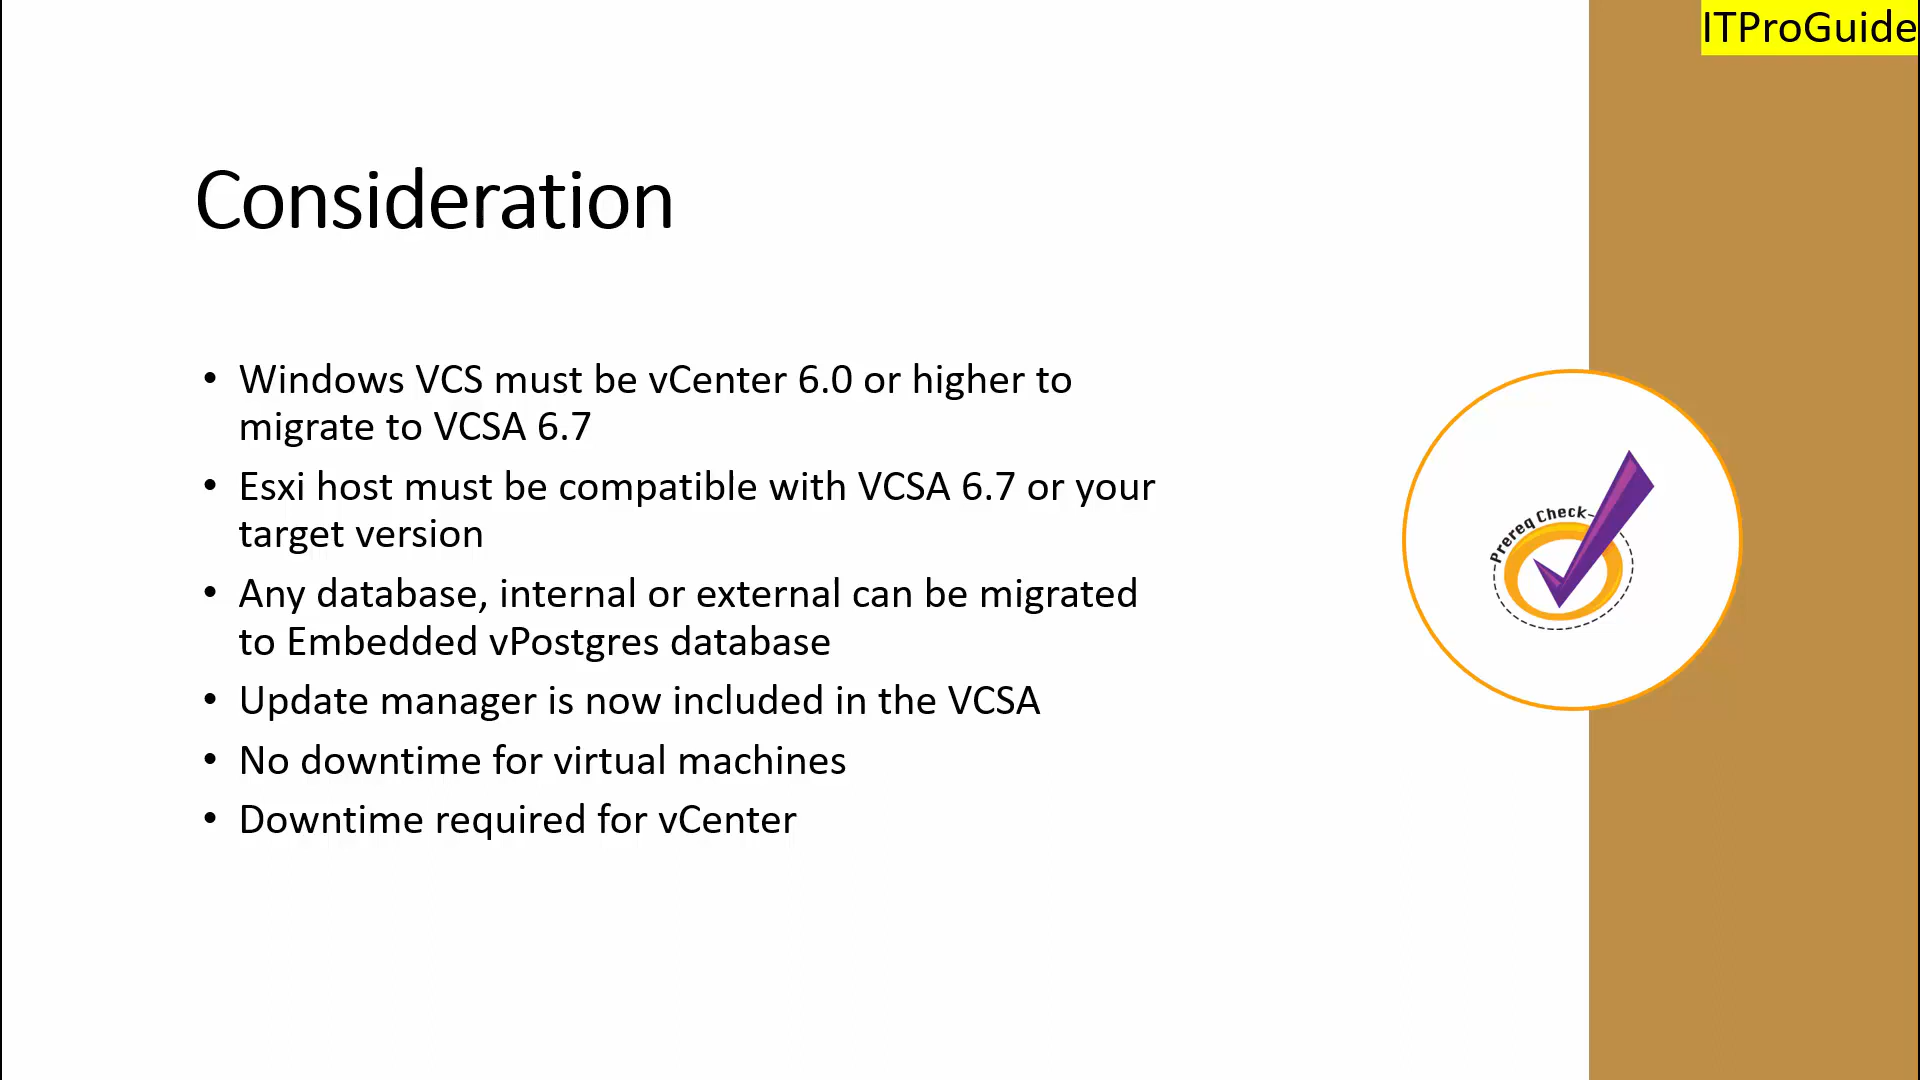 ITProGuide
Consideration
• Windows VCS must be vCenter 6.0 or higher to
migrate to VCSA 6.7
• Esxi host must be compatible with VCSA 6.7 or your
target version
• Any database, internal or external can be migrated
to Embedded vPostgres database
• Update manager is now included in the VCSA
• No downtime for virtual machines
• Downtime required for vCenter
Prereq Check